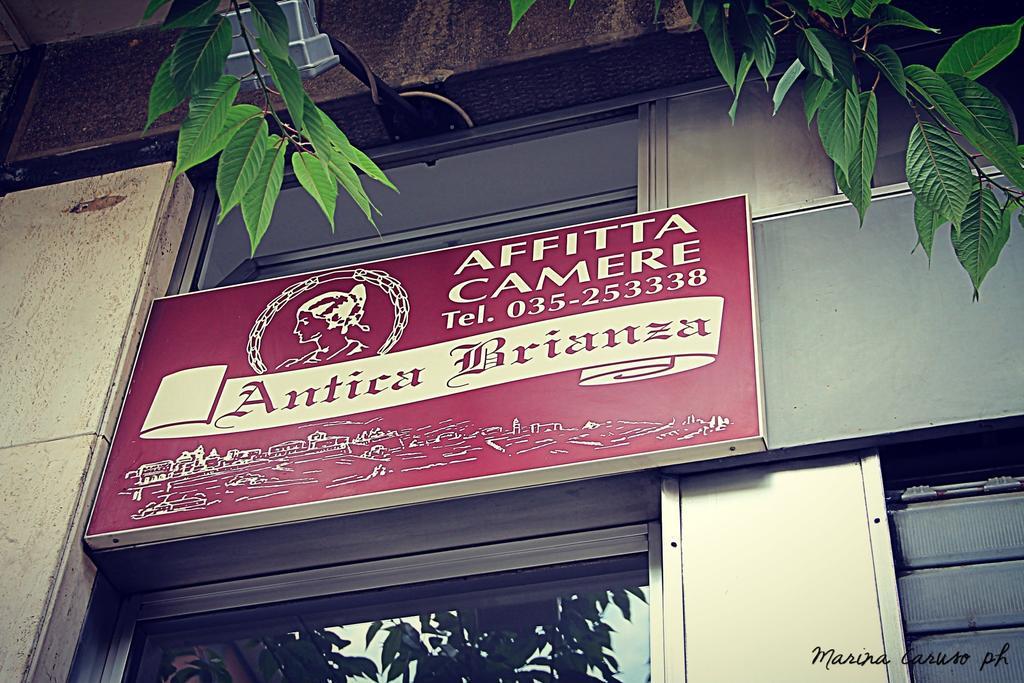 AFFITTA
CAMERE
Tel. 035-253338
Antica Brianza
Marina Caruso ph